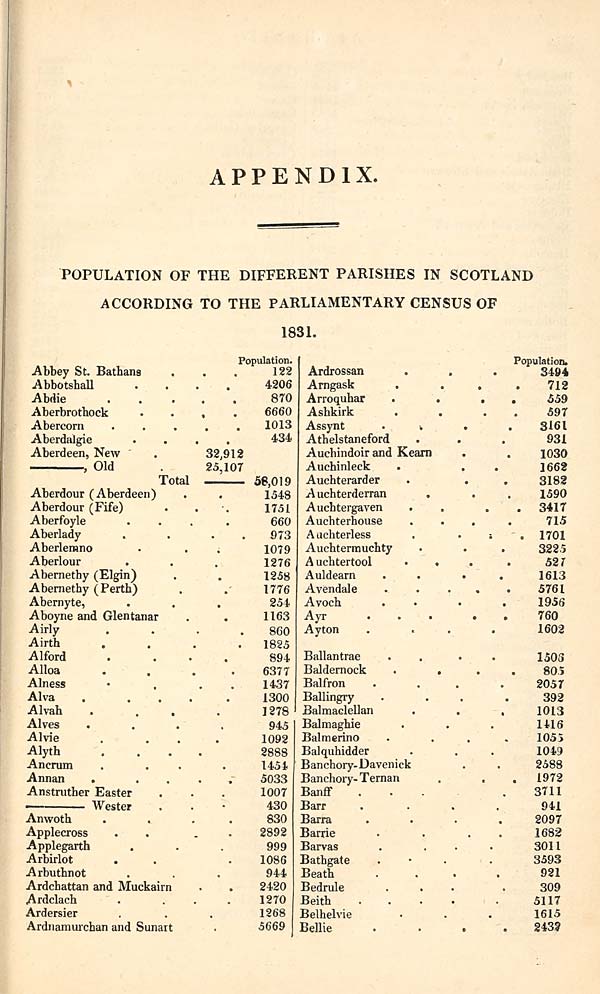 APPENDIX.
POPULATION OF THE DIFFERENT PARISHES IN SCOTLAND
ACCORDING TO THE PARLIAMENTARY CENSUS OF
1831.
Population.
Abbey St. Bathans . . . 122
Abbotshall . . . . 4206
Abdie . . . . . 870
Aberbrothock . . . . 6660
Abercorn . . . . . 1013
Aberdalgie . . . . 434
Aberdeen, New . 32,912
———, Old . 25,107
Total ——— 58,019
Aberdour (Aberdeen) . . 1548
Aberdour (Fife) . . . 1751
Aberfoyle . . . . 660
Aberlady . . . . 973
Aberlemno . . . . 1079
Aberlour . . . 1276
Abernethy (Elgin) . . 1258
Abernethy (Perth) . . 1776
Abernyte, . . . 254
Aboyne and Glentanar . . 1163
Airly . . . . 860
Airth . . . . 1825
Alford . . . . 894
Alloa . . . . 6377
Alness . . . . 1437
Alva . . . . . 1300
Alvah . . . . 1278
Alves . . . . 945
Alvie . . . . 1092
Alyth . . . . 2888
Ancrum . . . . 1454
Annan . . . . . 5033
Anstruther Easter . . . 1007
——— Wester . . . 430
Anwoth . . . . 830
Applecross . . . . 2892
Applegarth . . . 999
Arbirlot . . . 1086
Arbuthnot . . . 944
Ardchattan and Muckairn . . 2420
Ardclach . . . . 1270
Ardersier . . . 1268
Ardnamurchan and Sunart . 5669
Population.
Ardrossan . . . 3494
Arngask . . . . 712
Arroquhar . . . . 559
Ashkirk . . . . 597
Assynt . . . . 3161
Athelstaneford . . . 931
Auchindoir and Kearn . . 1030
Auchinleck . . . 1662
Auchterarder . . . 3182
Auchterderran . . . 1590
Auchtergaven . . . . 3417
Auchterhouse . . . . 715
Auchterless . . . . 1701
Auchtermuchty . . . 3225
Auchtertool . . . . 527
Auldearn . . . . 1613
Avendale . . . . . 5761
Avoch . . . . 1956
Ayr . . . . . 760
Ayton . . . . 1602
Ballantrae . . . . 1506
Baldernock . . . . 805
Balfron . . . . 2057
Ballingry . . . . 392
Balmaclellan . . . 1013
Balmaghie . . . 1416
Balmerino . . . . 1055
Balquhidder . . . 1049
Banchory-Davenick . . 2588
Banchory-Ternan . . . 1972
Banff . . . . 3711
Barr . . . . 941
Barra . . . . 2097
Barrie . . . . 1682
Barvas . . . . 3011
Bathgate . . . . 3593
Beath . . . . 921
Bedrule . . . . 309
Beith . . . . . 5117
Belhelvie . . . 1615
Bellie . . . . 2432